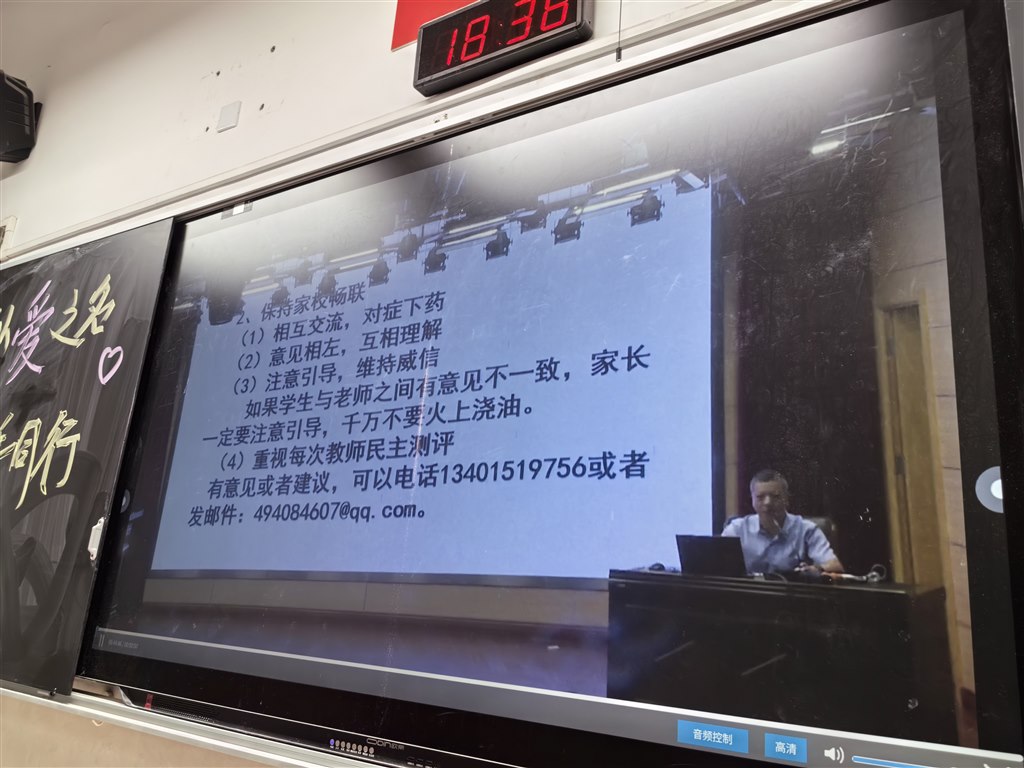 18:36
爱之名
同行
2、保持家校畅联
（1）相互交流，对症下药
（2）意见相左，互相理解
（3）注意引导，维持威信
如果学生与老师之间有意见不一致，家长
一定要注意引导，千万不要火上浇油。
（4）重视每次教师民主测评
有意见或者建议，可以电话13401519756或者
发邮件：494084607@qq.com。
音频控制
高清